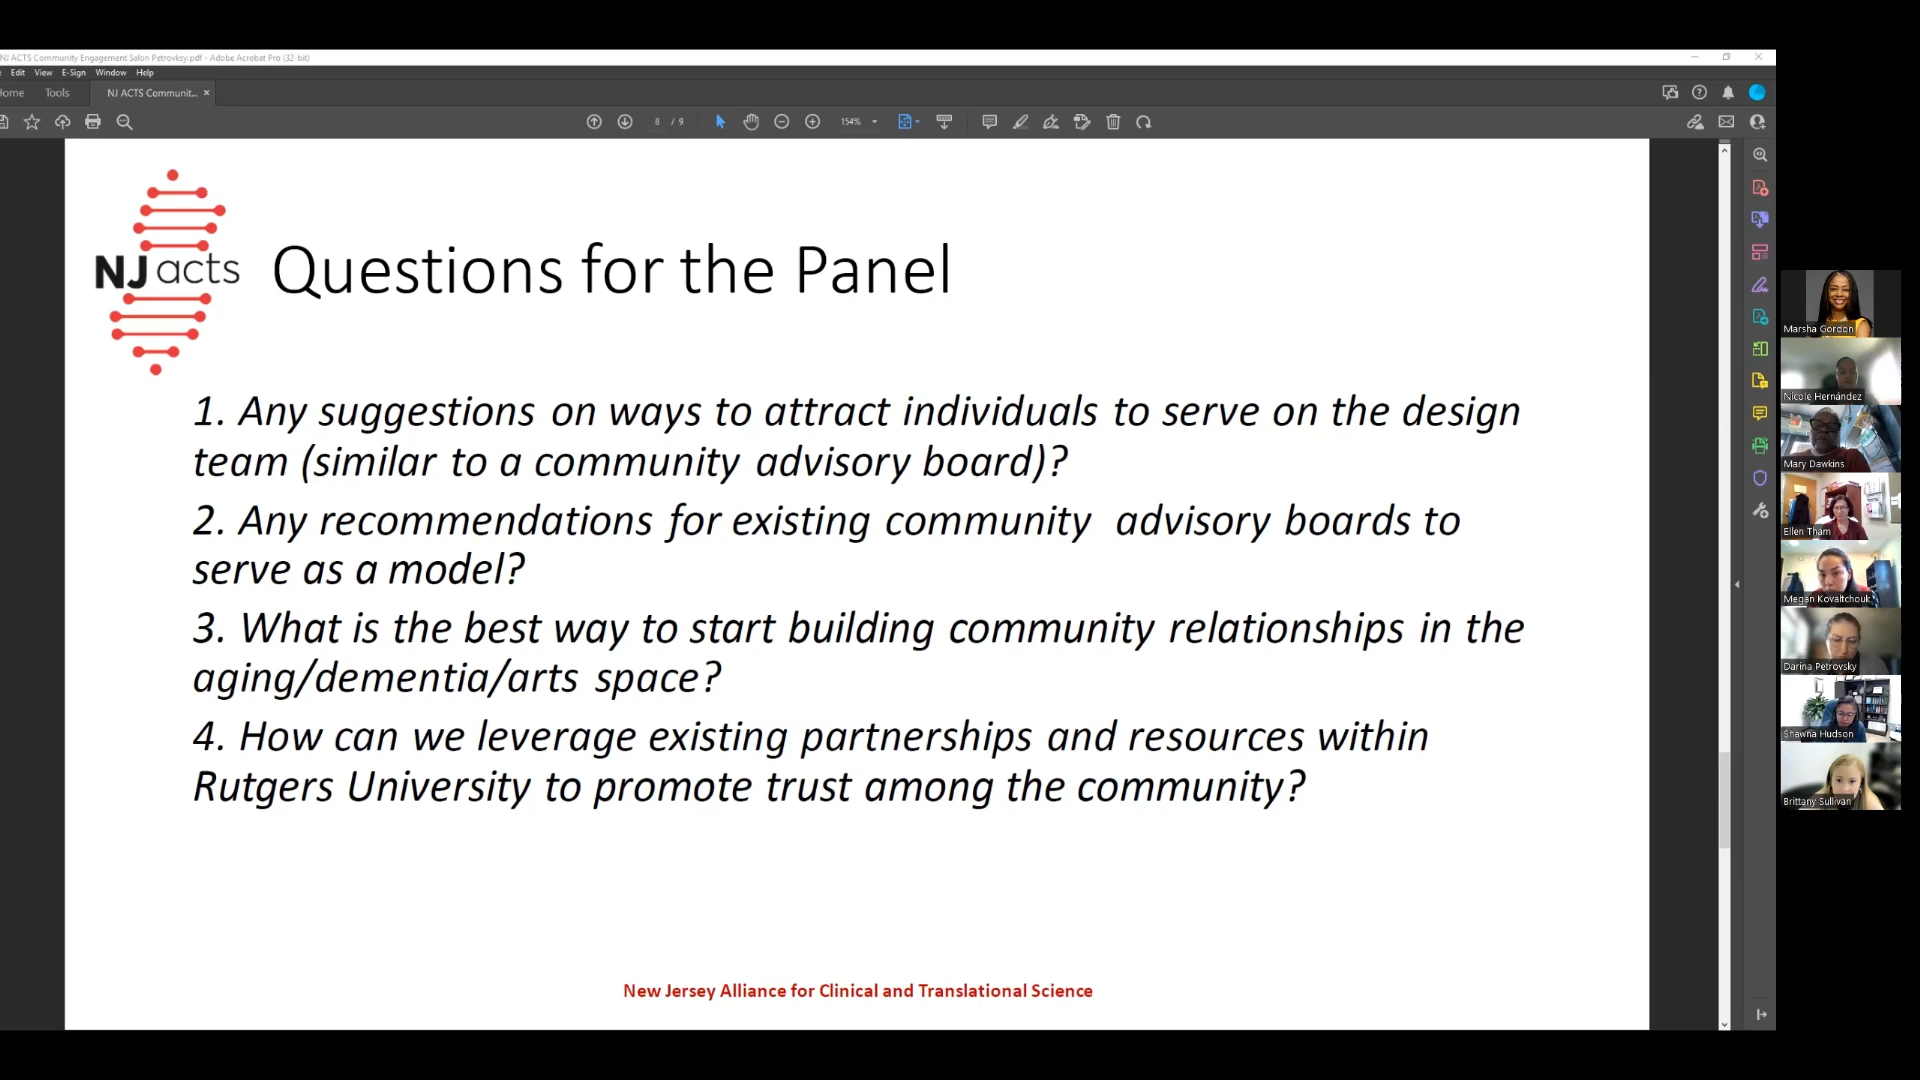 NJ ACTS Community Engagement Salon Petrovksy.pdf - Adobe Acrobat Pro (32-bit)
Edit View E-Sign Window Help
Home Tools NJ ACTS Communit... ×
8 / 9 154%
NJ acts
Questions for the Panel
1. Any suggestions on ways to attract individuals to serve on the design
team (similar to a community advisory board)?
2. Any recommendations for existing community advisory boards to
serve as a model?
3. What is the best way to start building community relationships in the
aging/dementia/arts space?
4. How can we leverage existing partnerships and resources within
Rutgers University to promote trust among the community?
New Jersey Alliance for Clinical and Translational Science
Marsha Gordon
Nicole Hernández
Mary Dawkins
Ellen Tham
Megan Kovaltchouk
Darina Petrovsky
Shawna Hudson
Brittany Sullivan